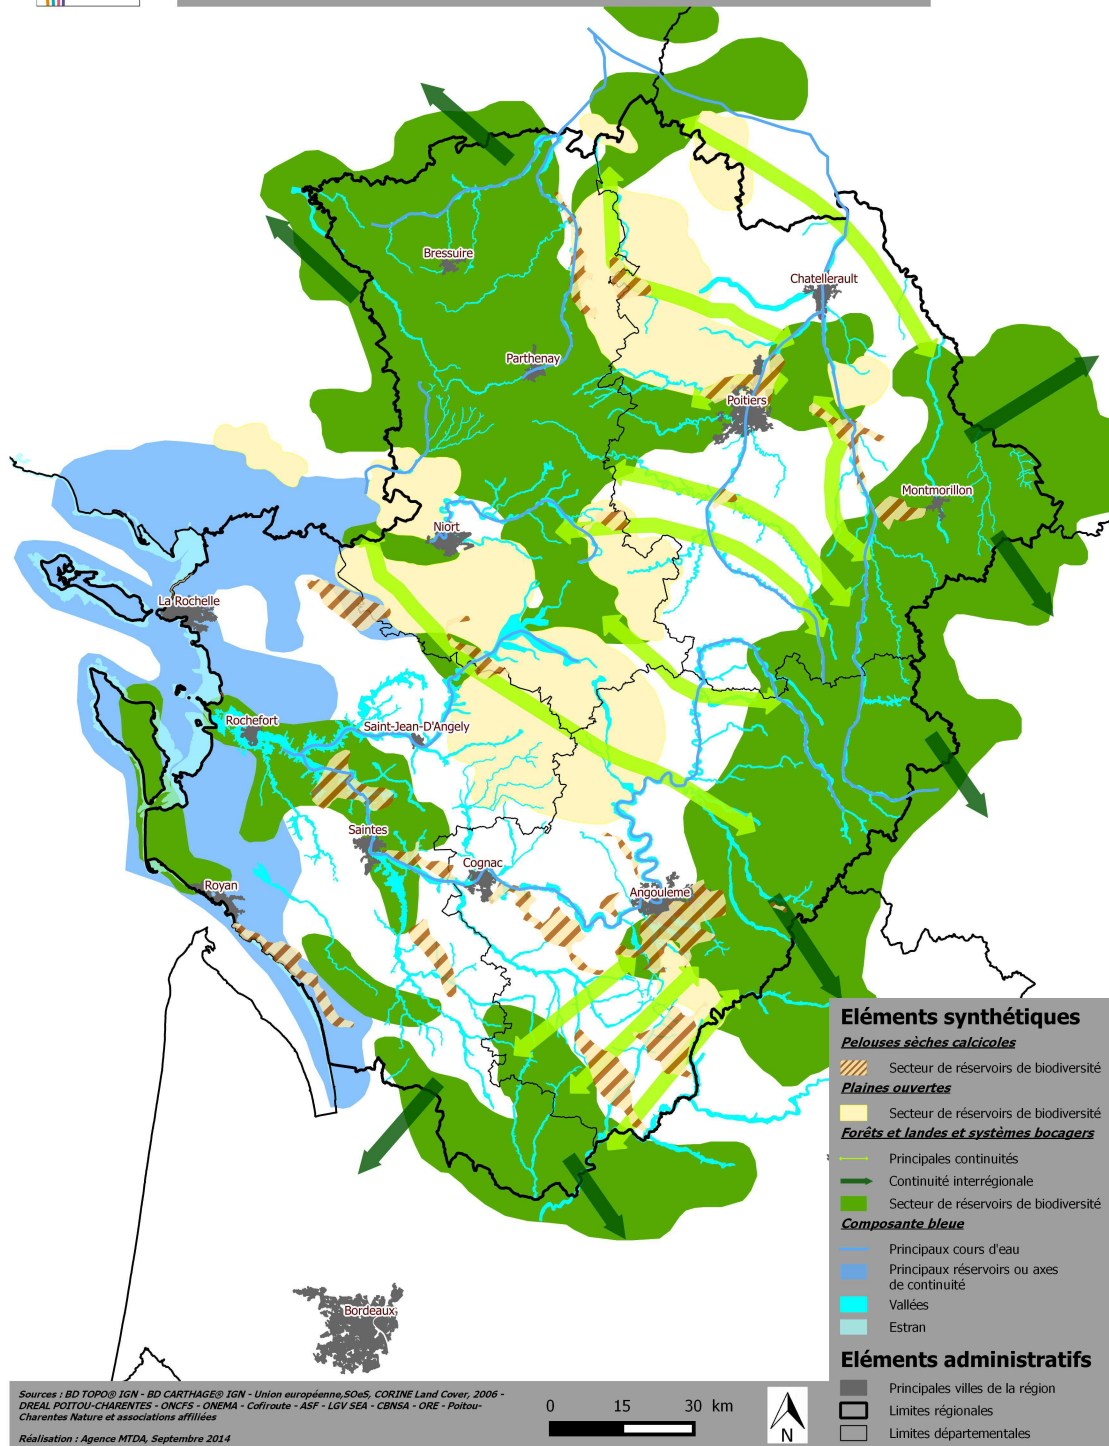 Bressuire
Chatellerault
Parthenay
Poitiers
Montmorillon
Niort
La Rochelle
Rochefort
Saint-Jean-D'Angely
Saintes
Cognac
Angouleme
Royan
Bordeaux
Eléments synthétiques
Pelouses sèches calcicoles
Secteur de réservoirs de biodiversité
Plaines ouvertes
Secteur de réservoirs de biodiversité
Forêts et landes et systèmes bocagers
Principales continuités
Continuité interrégionale
Secteur de réservoirs de biodiversité
Composante bleue
Principaux cours d'eau
Principaux réservoirs ou axes
de continuité
Vallées
Estran
Eléments administratifs
Principales villes de la région
Limites régionales
Limites départementales
Sources : BD TOPO® IGN - BD CARTHAGE® IGN - Union européenne,SOeS, CORINE Land Cover, 2006 -
DREAL POITOU-CHARENTES - ONCFS - ONEMA - Cofiroute - ASF - LGV SEA - CBNSA - ORE - Poitou-
Charentes Nature et associations affiliées
Réalisation : Agence MTDA, Septembre 2014
0 15 30 km
N